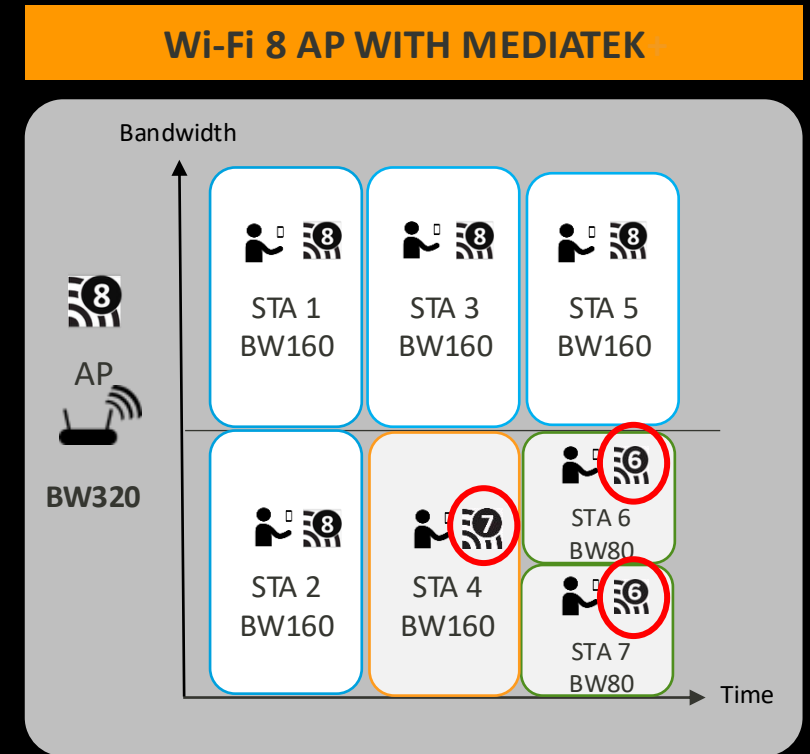 Wi-Fi 8 AP WITH MEDIATEK+
Bandwidth
8
AP
BW320
8
STA 1
BW160
8
STA 3
BW160
8
STA 5
BW160
8
STA 2
BW160
7
STA 4
BW160
6
STA 6
BW80
6
STA 7
BW80
Time